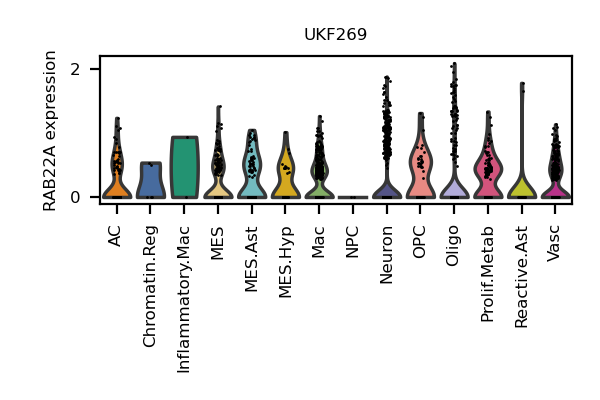 UKF269
RAB22A expression
2
0
AC
Chromatin.Reg
Inflammatory.Mac
MES
MES.Ast
MES.Hyp
Mac
NPC
Neuron
OPC
Oligo
Prolif.Metab
Reactive.Ast
Vasc